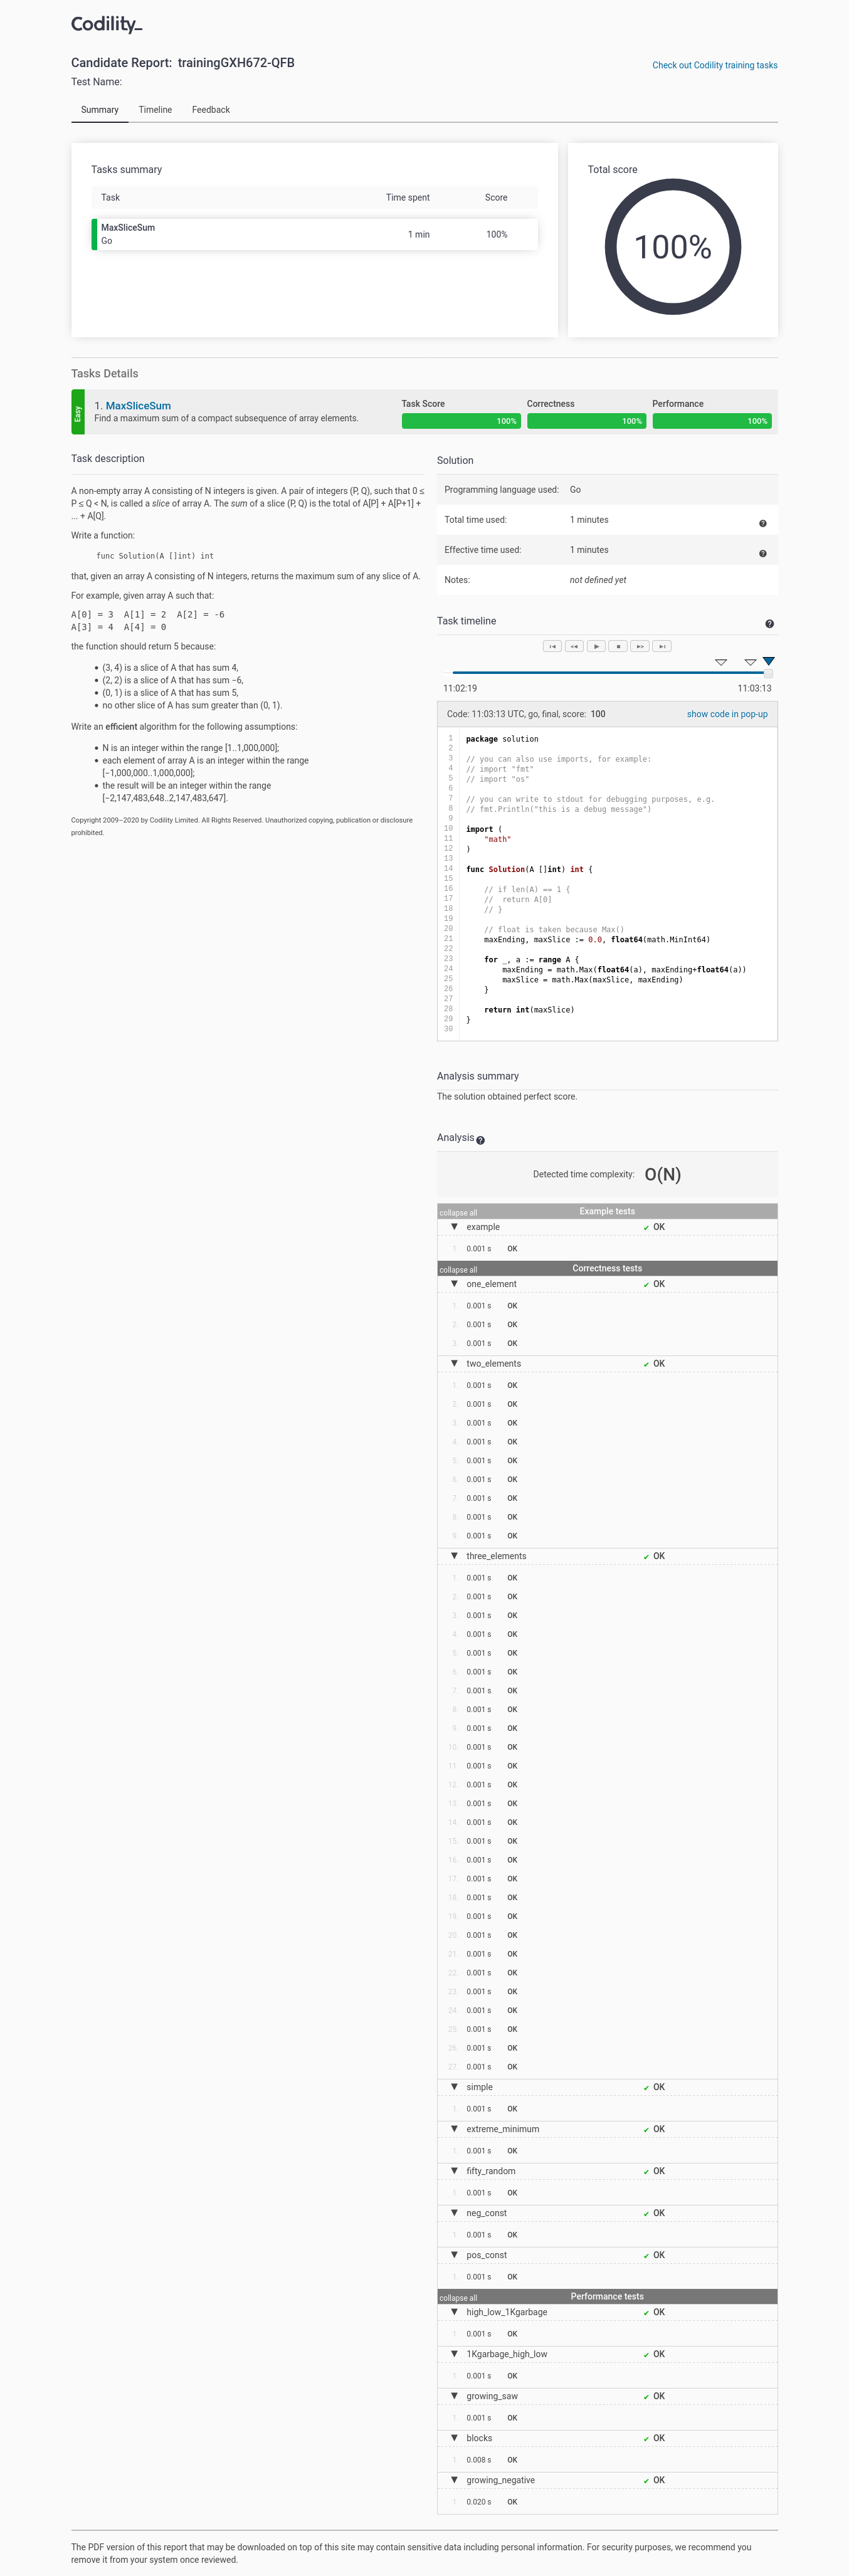 Codility_
Candidate Report: trainingGXH672-QFB
Check out Codility training tasks
Test Name:
Summary Timeline Feedback
Tasks summary
Task Time spent Score
MaxSliceSum
Go
1 min 100%
Total score
100%
Tasks Details
Easy
1. MaxSliceSum
Find a maximum sum of a compact subsequence of array elements.
Task Score
100%
Correctness
100%
Performance
100%
Task description
A non-empty array A consisting of N integers is given. A pair of integers (P, Q), such that 0 ≤
P ≤ Q < N, is called a slice of array A. The sum of a slice (P, Q) is the total of A[P] + A[P+1] +
... + A[Q].
Write a function:
func Solution(A []int) int
that, given an array A consisting of N integers, returns the maximum sum of any slice of A.
For example, given array A such that:
A[0] = 3 A[1] = 2 A[2] = -6
A[3] = 4 A[4] = 0
the function should return 5 because:
• (3, 4) is a slice of A that has sum 4,
• (2, 2) is a slice of A that has sum −6,
• (0, 1) is a slice of A that has sum 5,
• no other slice of A has sum greater than (0, 1).
Write an efficient algorithm for the following assumptions:
• N is an integer within the range [1..1,000,000];
• each element of array A is an integer within the range
[−1,000,000..1,000,000];
• the result will be an integer within the range
[−2,147,483,648..2,147,483,647].
Copyright 2009–2020 by Codility Limited. All Rights Reserved. Unauthorized copying, publication or disclosure
prohibited.
Solution
Programming language used: Go
Total time used: 1 minutes
Effective time used: 1 minutes
Notes: not defined yet
Task timeline
11:02:19 11:03:13
Code: 11:03:13 UTC, go, final, score: 100
show code in pop-up
1 package solution
2
3 // you can also use imports, for example:
4 // import "fmt"
5 // import "os"
6
7 // you can write to stdout for debugging purposes, e.g.
8 // fmt.Println("this is a debug message")
9
10 import (
11 "math"
12 )
13
14 func Solution(A []int) int {
15
16 // if len(A) == 1 {
17 // return A[0]
18 // }
19
20 // float is taken because Max()
21 maxEnding, maxSlice := 0.0, float64(math.MinInt64)
22
23 for _, a := range A {
24 maxEnding = math.Max(float64(a), maxEnding+float64(a))
25 maxSlice = math.Max(maxSlice, maxEnding)
26 }
27
28 return int(maxSlice)
29 }
30
Analysis summary
The solution obtained perfect score.
Analysis
Detected time complexity: O(N)
collapse all Example tests
▼ example ✔ OK
1. 0.001 s OK
collapse all Correctness tests
▼ one_element ✔ OK
1. 0.001 s OK
2. 0.001 s OK
3. 0.001 s OK
▼ two_elements ✔ OK
1. 0.001 s OK
2. 0.001 s OK
3. 0.001 s OK
4. 0.001 s OK
5. 0.001 s OK
6. 0.001 s OK
7. 0.001 s OK
8. 0.001 s OK
9. 0.001 s OK
▼ three_elements ✔ OK
1. 0.001 s OK
2. 0.001 s OK
3. 0.001 s OK
4. 0.001 s OK
5. 0.001 s OK
6. 0.001 s OK
7. 0.001 s OK
8. 0.001 s OK
9. 0.001 s OK
10. 0.001 s OK
11. 0.001 s OK
12. 0.001 s OK
13. 0.001 s OK
14. 0.001 s OK
15. 0.001 s OK
16. 0.001 s OK
17. 0.001 s OK
18. 0.001 s OK
19. 0.001 s OK
20. 0.001 s OK
21. 0.001 s OK
22. 0.001 s OK
23. 0.001 s OK
24. 0.001 s OK
25. 0.001 s OK
26. 0.001 s OK
27. 0.001 s OK
▼ simple ✔ OK
1. 0.001 s OK
▼ extreme_minimum ✔ OK
1. 0.001 s OK
▼ fifty_random ✔ OK
1. 0.001 s OK
▼ neg_const ✔ OK
1. 0.001 s OK
▼ pos_const ✔ OK
1. 0.001 s OK
collapse all Performance tests
▼ high_low_1Kgarbage ✔ OK
1. 0.001 s OK
▼ 1Kgarbage_high_low ✔ OK
1. 0.001 s OK
▼ growing_saw ✔ OK
1. 0.001 s OK
▼ blocks ✔ OK
1. 0.008 s OK
▼ growing_negative ✔ OK
1. 0.020 s OK
The PDF version of this report that may be downloaded on top of this site may contain sensitive data including personal information. For security purposes, we recommend you
remove it from your system once reviewed.